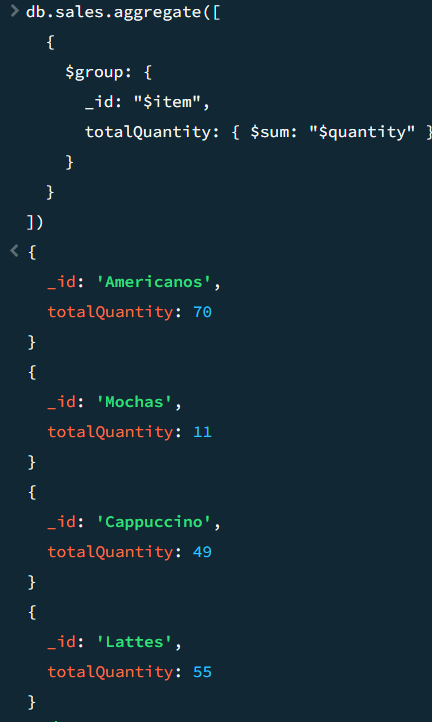 > db.sales.aggregate([
{
$group: {
_id: "$item",
totalQuantity: { $sum: "$quantity" }
}
}
])
< {
_id: 'Americanos',
totalQuantity: 70
}
{
_id: 'Mochas',
totalQuantity: 11
}
{
_id: 'Cappuccino',
totalQuantity: 49
}
{
_id: 'Lattes',
totalQuantity: 55
}